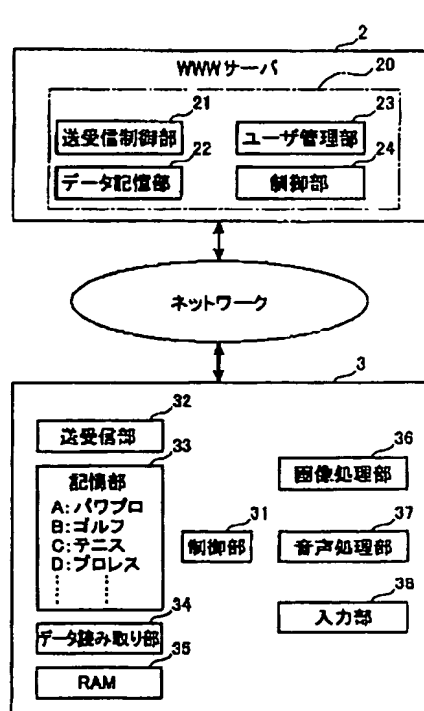 2
WWWサーバ
20
21
送受信制御部
23
ユーザ管理部
22
データ記憶部
24
制御部
ネットワーク
3
32
送受信部
33
記憶部
A:パワプロ
B:ゴルフ
C:テニス
D:プロレス
31
制御部
36
画像処理部
37
音声処理部
38
入力部
34
データ読み取り部
35
RAM